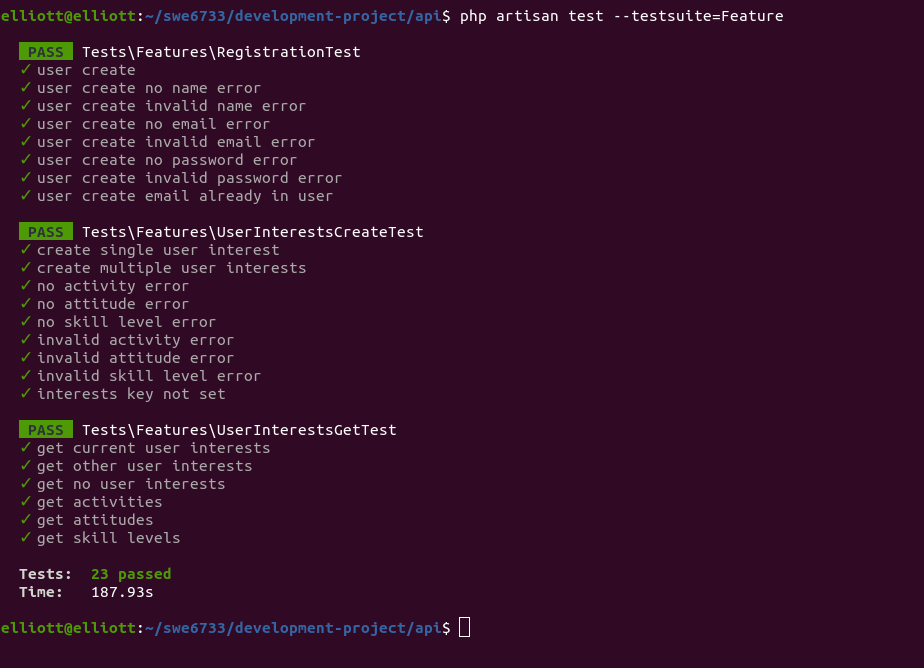 elliott@elliott:~/swe6733/development-project/api$ php artisan test --testsuite=Feature
PASS Tests\Features\RegistrationTest
✓ user create
✓ user create no name error
✓ user create invalid name error
✓ user create no email error
✓ user create invalid email error
✓ user create no password error
✓ user create invalid password error
✓ user create email already in user
PASS Tests\Features\UserInterestsCreateTest
✓ create single user interest
✓ create multiple user interests
✓ no activity error
✓ no attitude error
✓ no skill level error
✓ invalid activity error
✓ invalid attitude error
✓ invalid skill level error
✓ interests key not set
PASS Tests\Features\UserInterestsGetTest
✓ get current user interests
✓ get other user interests
✓ get no user interests
✓ get activities
✓ get attitudes
✓ get skill levels
Tests: 23 passed
Time: 187.93s
elliott@elliott:~/swe6733/development-project/api$